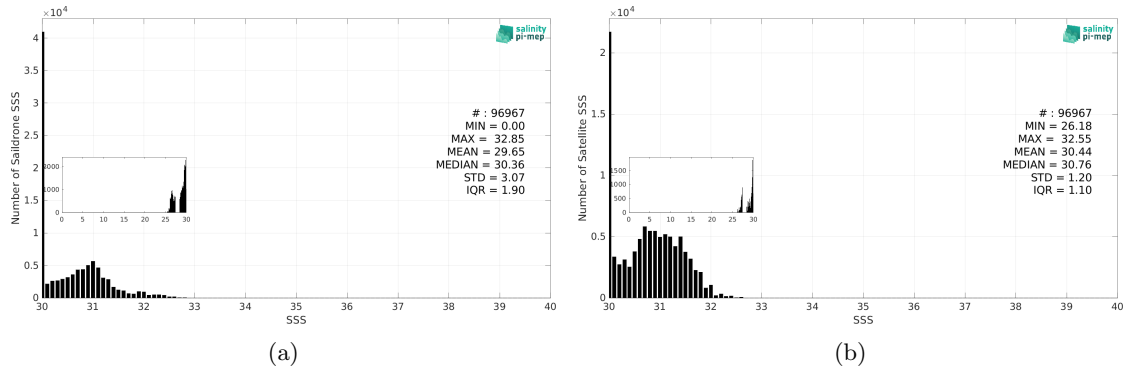 ×10⁴
4
3.5
3
2.5
2
1.5
1
0.5
0
Number of Saildrone SSS
salinity
pi-mep
# : 96967
MIN = 0.00
MAX = 32.85
MEAN = 29.65
MEDIAN = 30.36
STD = 3.07
IQR = 1.90
2000
1000
0
0 5 10 15 20 25 30
30 31 32 33 34 35 36 37 38 39 40
SSS
(a)
×10⁴
2
1.5
1
0.5
0
Number of Satellite SSS
salinity
pi-mep
# : 96967
MIN = 26.18
MAX = 32.55
MEAN = 30.44
MEDIAN = 30.76
STD = 1.20
IQR = 1.10
1500
1000
500
0
0 5 10 15 20 25 30
30 31 32 33 34 35 36 37 38 39 40
SSS
(b)